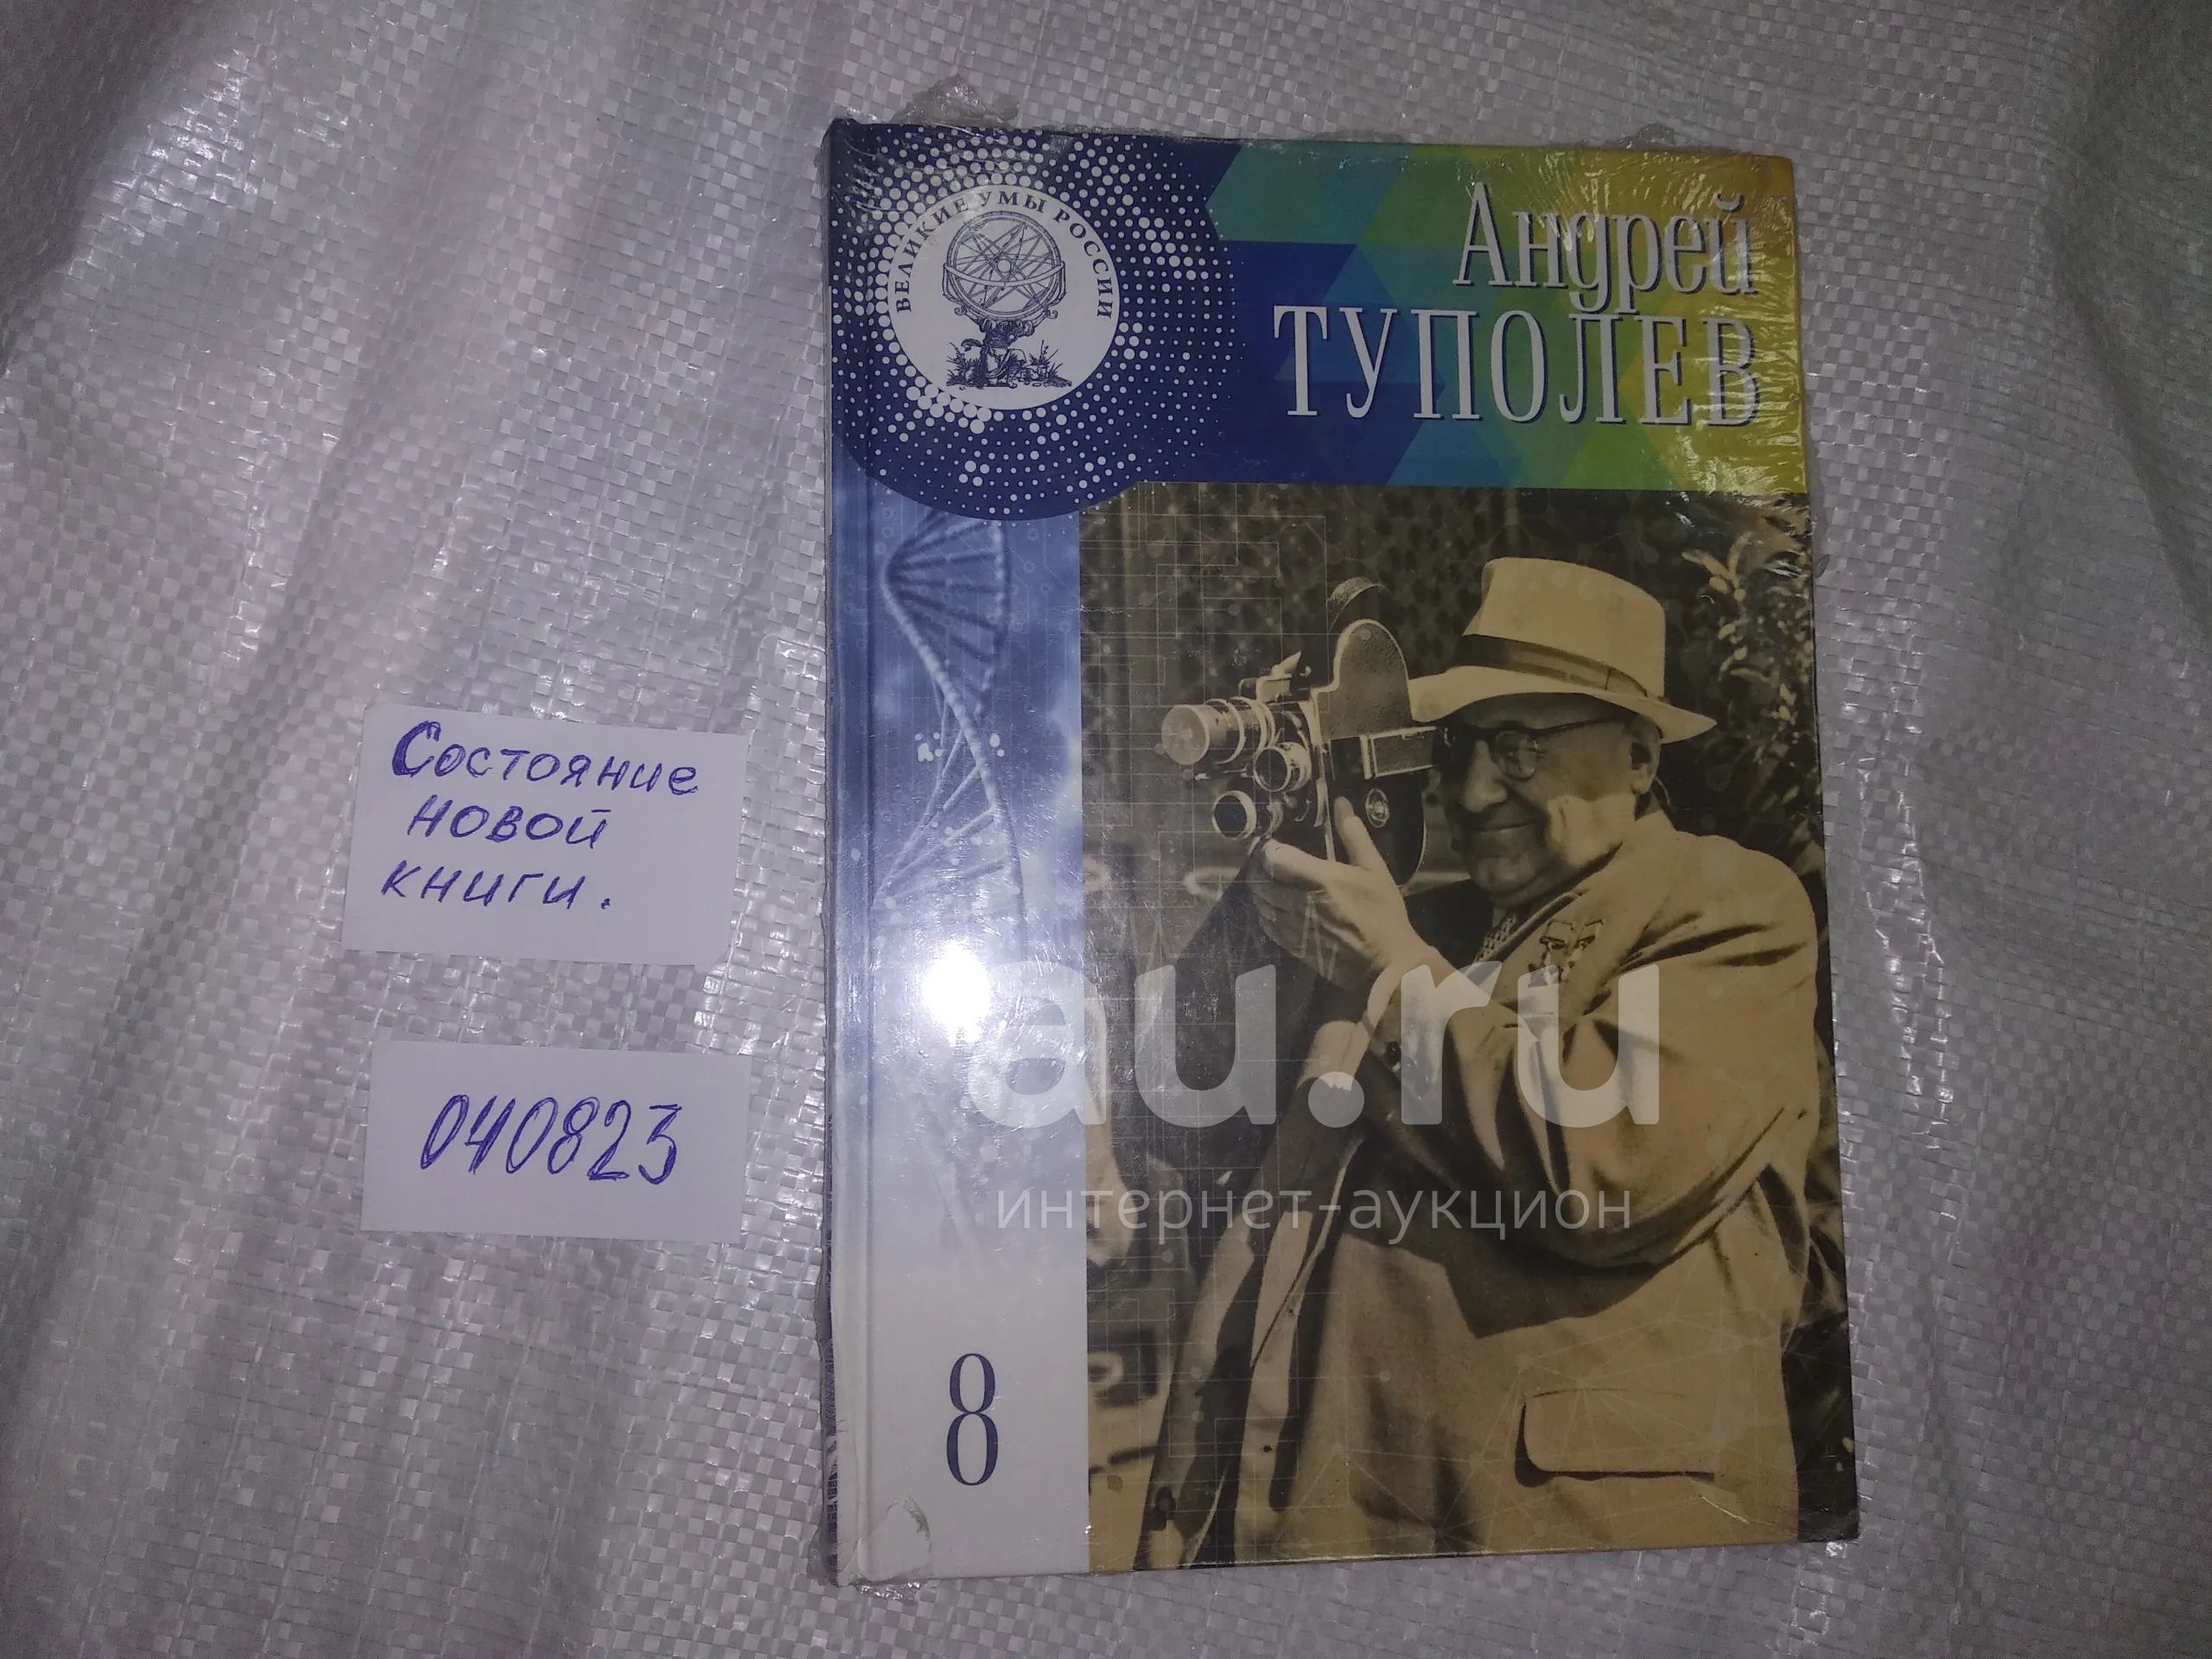 ВЕЛИКИЕ УМЫ РОССИИ
Андрей
ТУПОЛЕВ
Состояние
новой
книги.
040823
au.ru
интернет-аукцион
8